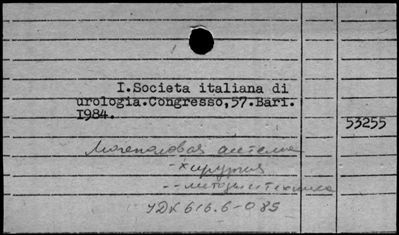 I.Societa italiana di
urologia.Congresso,57.Bari.
1984.
53255
Мочеполовая система
-хирургия
--методы и техника
УДК 616.6-089